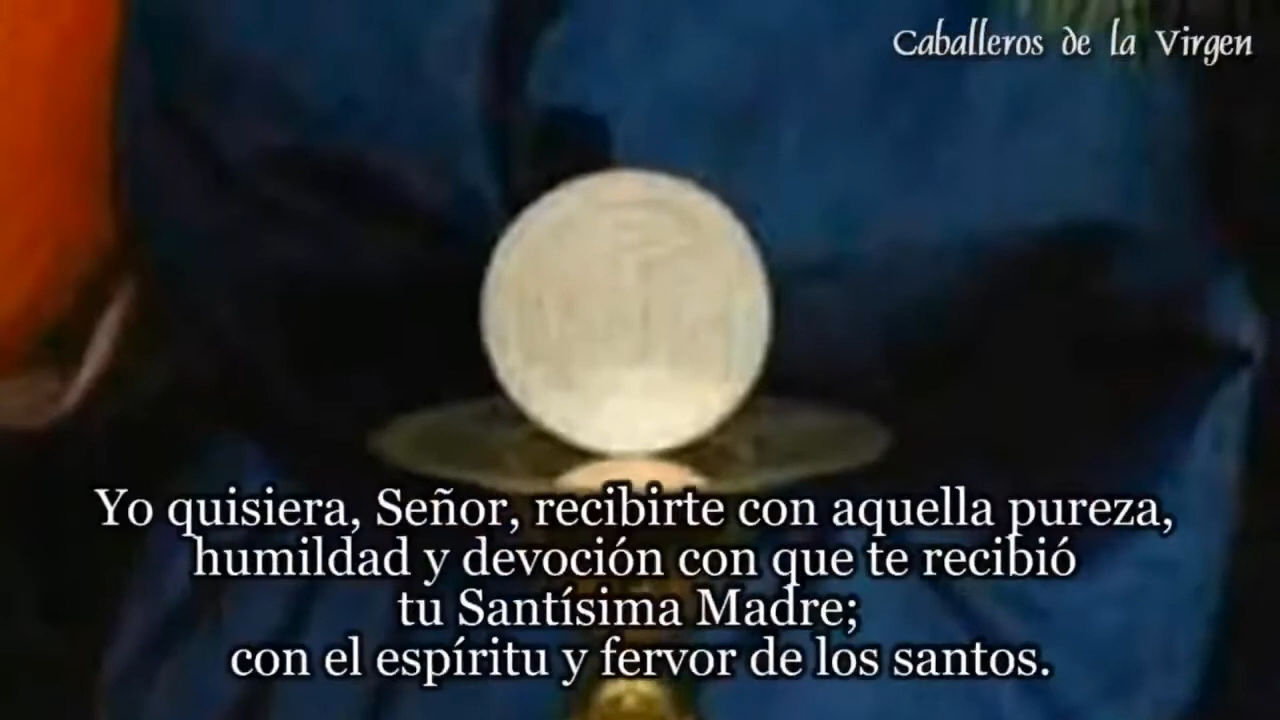 Caballeros de la Virgen
Yo quisiera, Señor, recibirte con aquella pureza,
humildad y devoción con que te recibió
tu Santísima Madre;
con el espíritu y fervor de los santos.